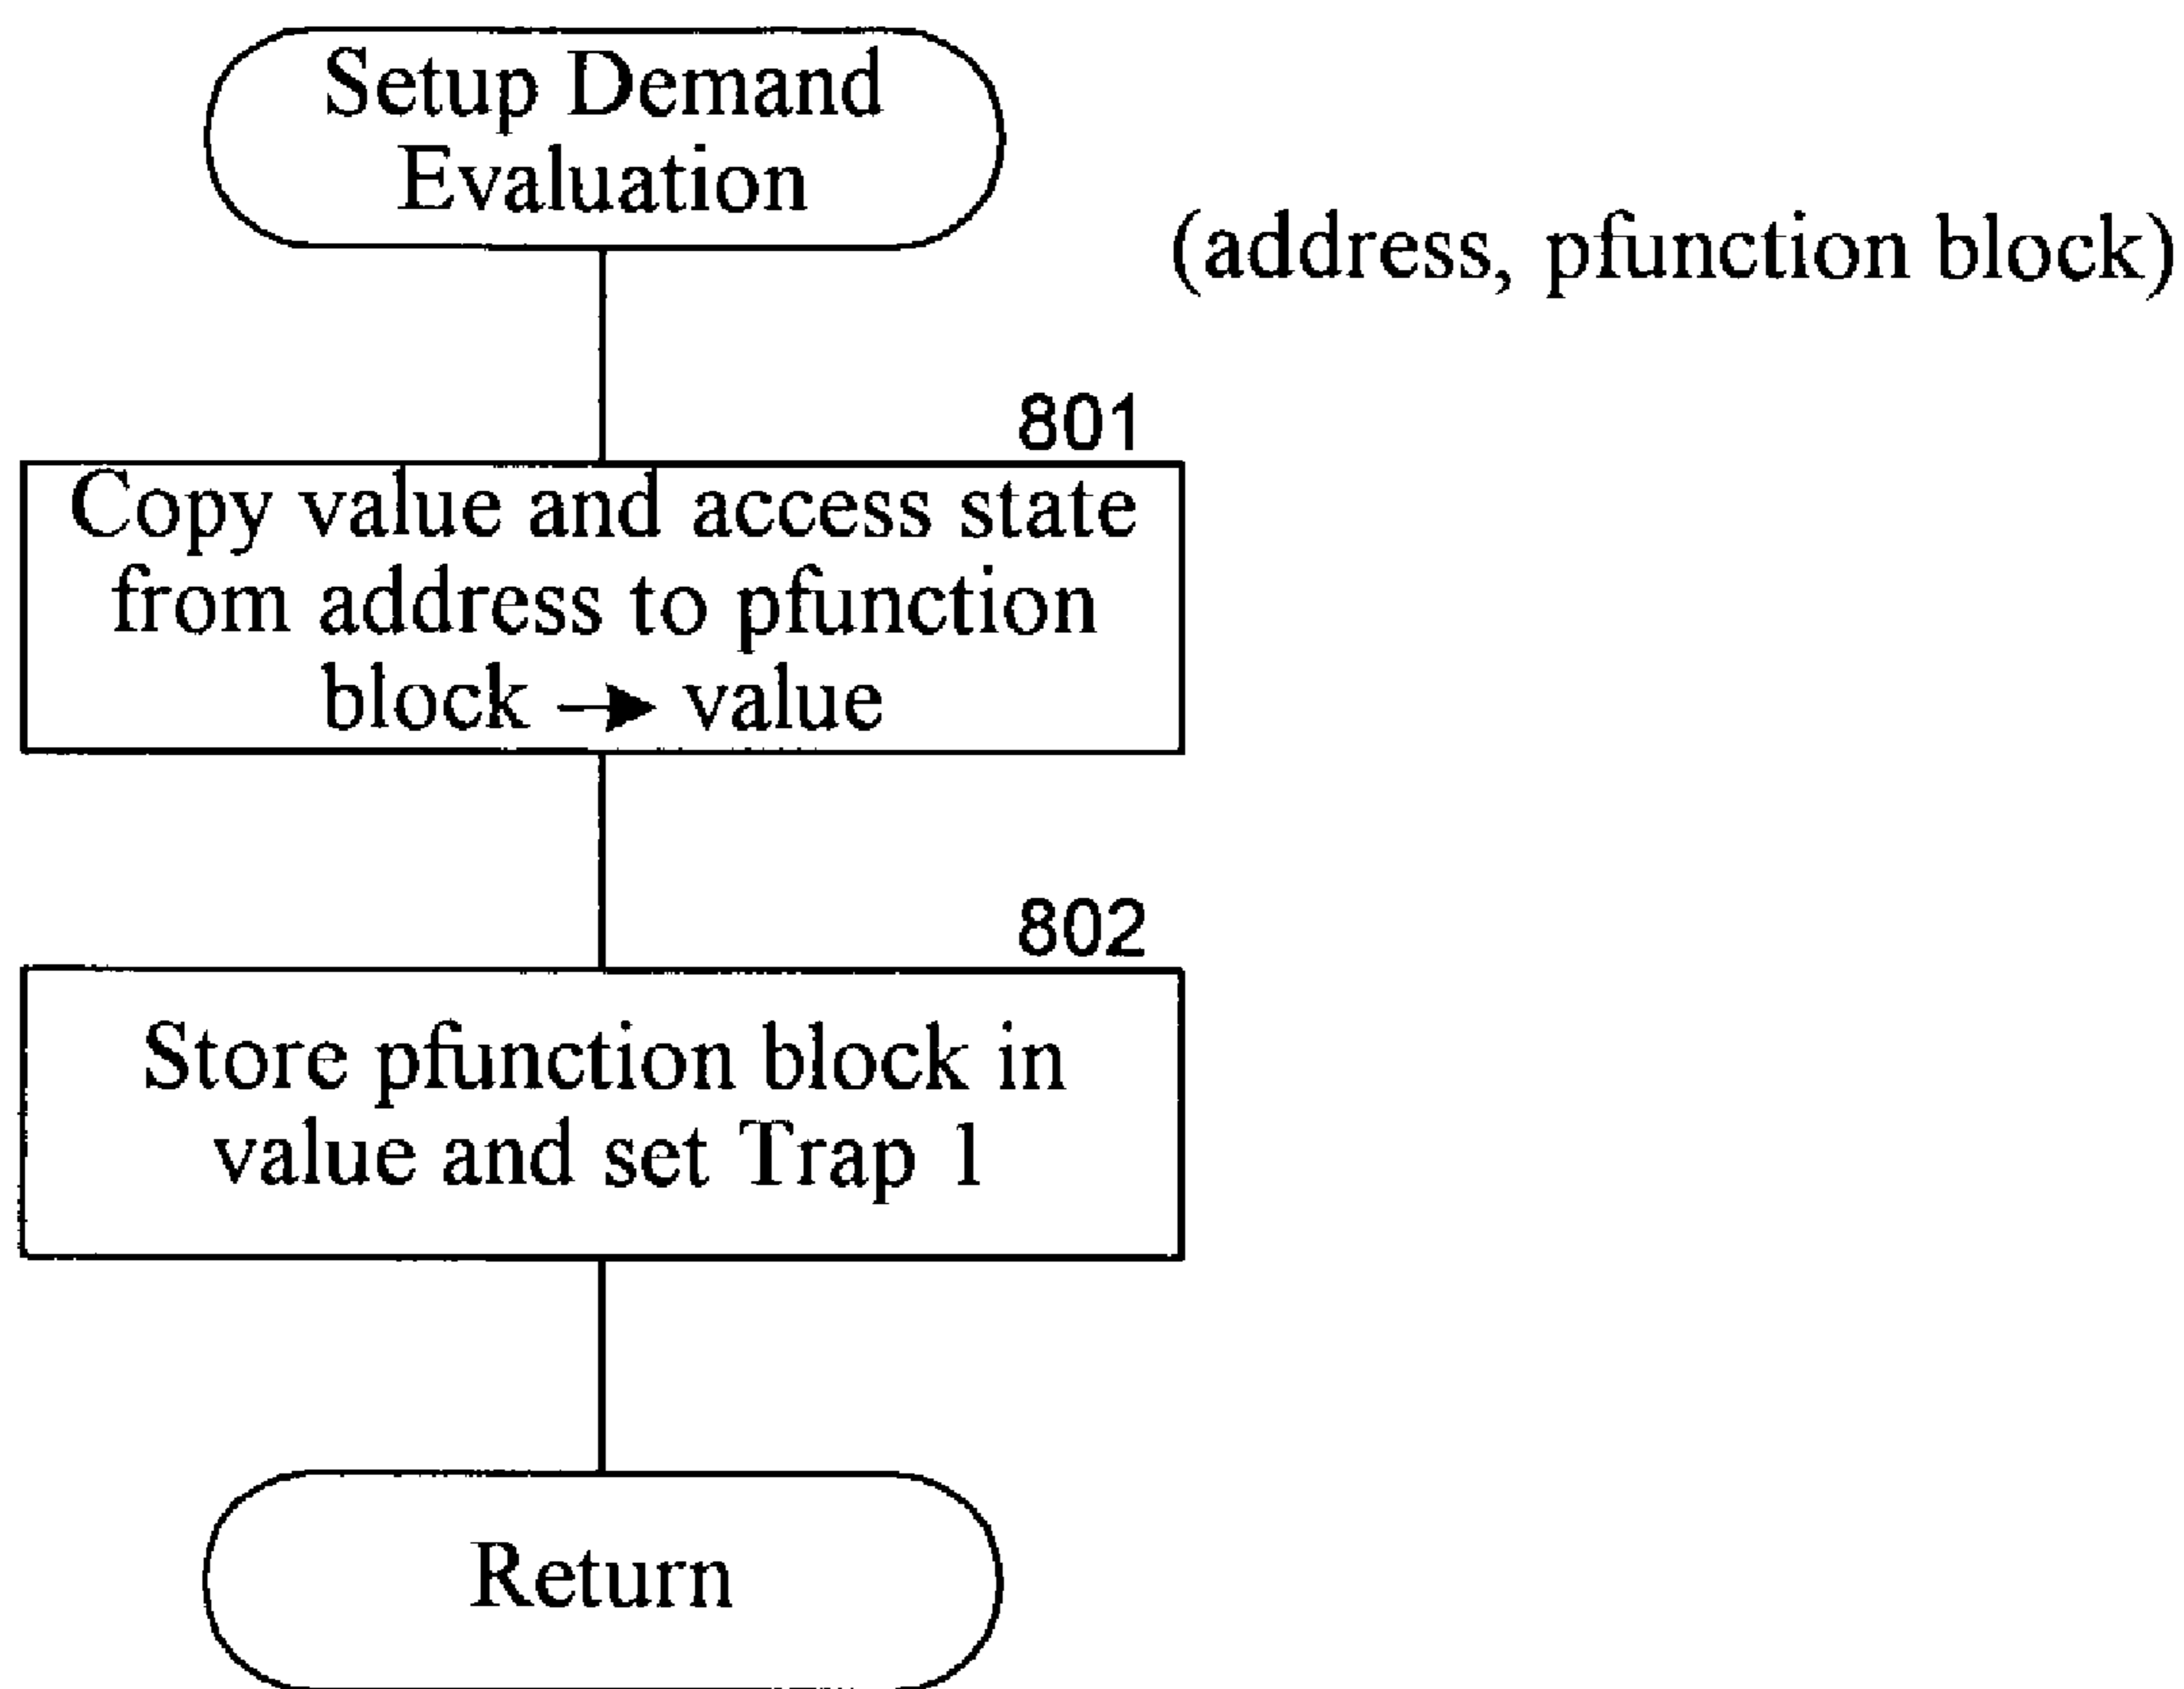 Setup Demand
Evaluation
(address, pfunction block)
801
Copy value and access state
from address to pfunction
block → value
802
Store pfunction block in
value and set Trap 1
Return